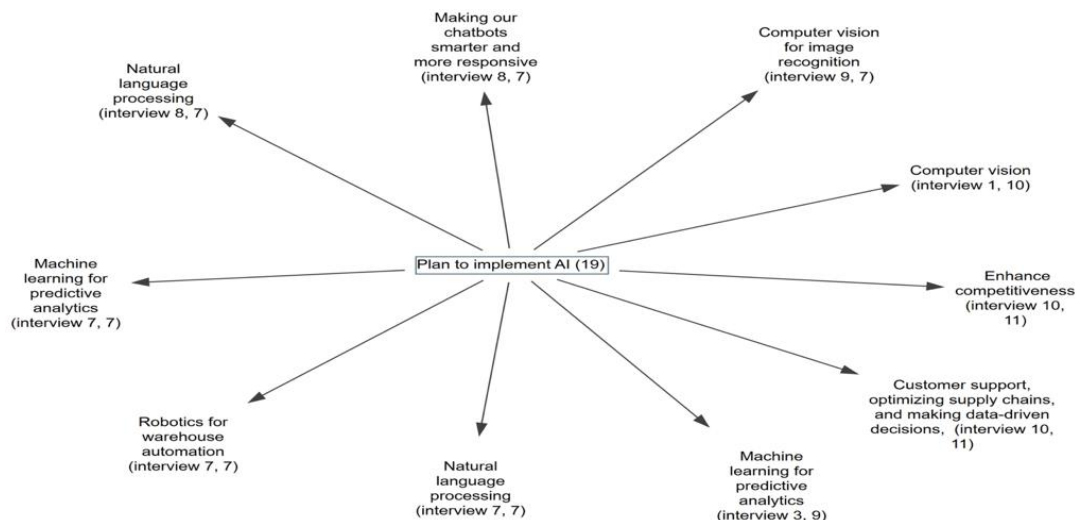 Making our
chatbots
smarter and
more responsive
(interview 8, 7)
Computer vision
for image
recognition
(interview 9, 7)
Natural
language
processing
(interview 8, 7)
Computer vision
(interview 1, 10)
Plan to implement AI (19)
Machine
learning for
predictive
analytics
(interview 7, 7)
Enhance
competitiveness
(interview 10,
11)
Customer support,
optimizing supply chains,
and making data-driven
decisions,  (interview 10,
11)
Robotics for
warehouse
automation
(interview 7, 7)
Natural
language
processing
(interview 7, 7)
Machine
learning for
predictive
analytics
(interview 3, 9)